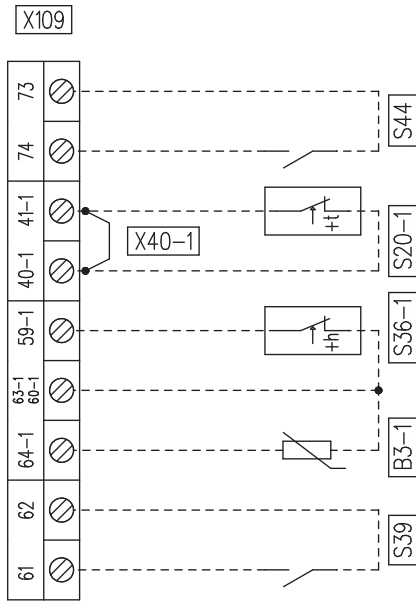 X109
73
74
41-1
40-1
59-1
63-1
60-1
64-1
62
61
X40-1
+t
+h
S44
S20-1
S36-1
B3-1
S39